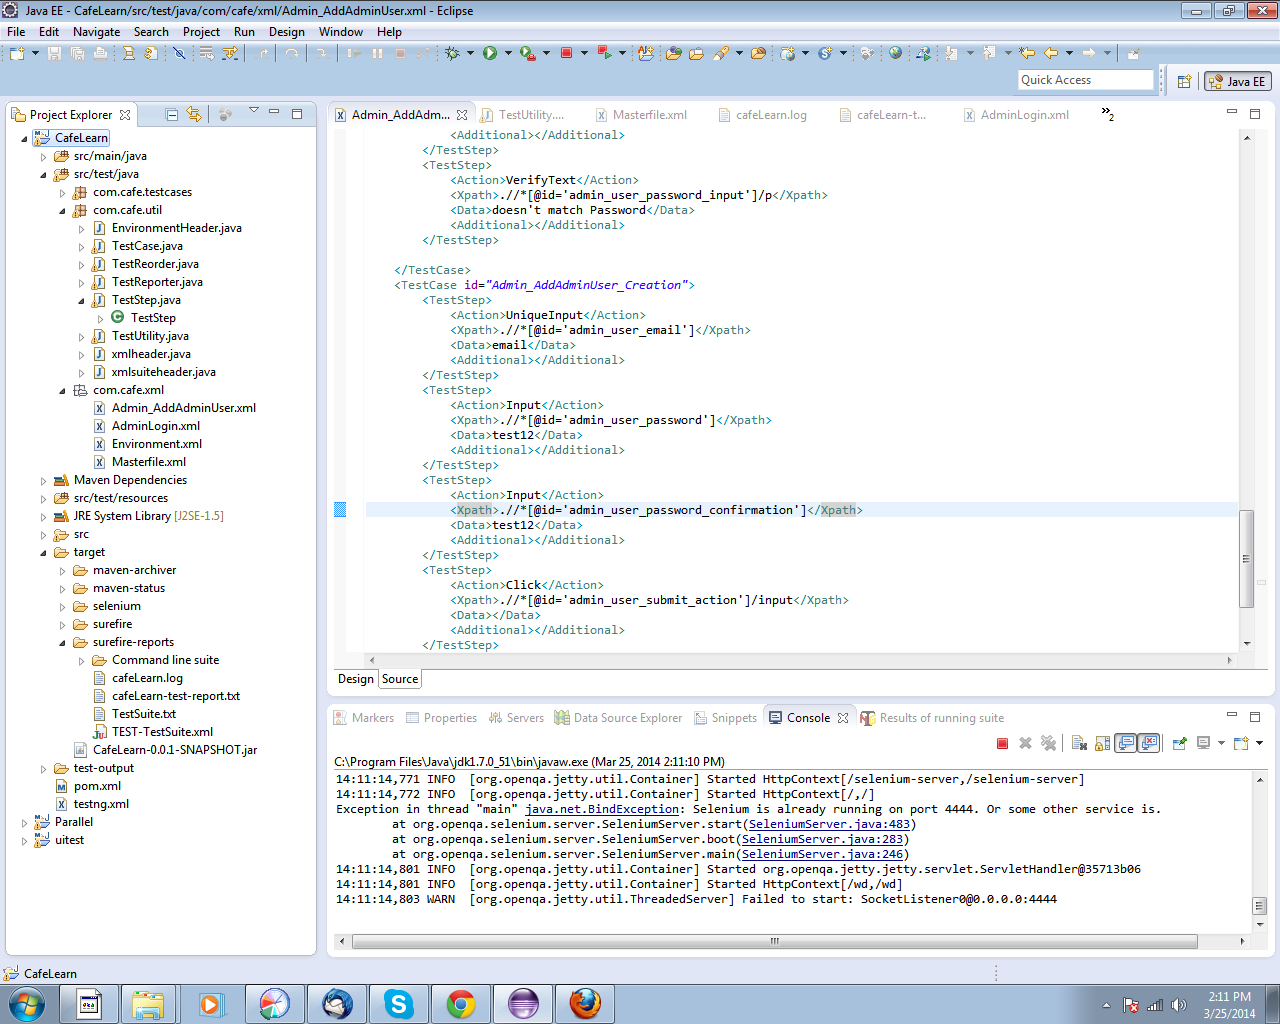 Java EE - CafeLearn/src/test/java/com/cafe/xml/Admin_AddAdminUser.xml - Eclipse
File Edit Navigate Search Project Run Design Window Help
Quick Access
Java EE
Project Explorer
CafeLearn
src/main/java
src/test/java
com.cafe.testcases
com.cafe.util
EnvironmentHeader.java
TestCase.java
TestReorder.java
TestReporter.java
TestStep.java
TestStep
TestUtility.java
xmlheader.java
xmlsuiteheader.java
com.cafe.xml
Admin_AddAdminUser.xml
AdminLogin.xml
Environment.xml
Masterfile.xml
Maven Dependencies
src/test/resources
JRE System Library [J2SE-1.5]
src
target
maven-archiver
maven-status
selenium
surefire
surefire-reports
Command line suite
cafeLearn.log
cafeLearn-test-report.txt
TestSuite.txt
TEST-TestSuite.xml
CafeLearn-0.0.1-SNAPSHOT.jar
test-output
pom.xml
testng.xml
Parallel
uitest
Admin_AddAdm... TestUtility.... Masterfile.xml cafeLearn.log cafeLearn-t... AdminLogin.xml »2
<Additional></Additional>
</TestStep>
<TestStep>
<Action>VerifyText</Action>
<Xpath>.//*[@id='admin_user_password_input']/p</Xpath>
<Data>doesn't match Password</Data>
<Additional></Additional>
</TestStep>
</TestCase>
<TestCase id="Admin_AddAdminUser_Creation">
<TestStep>
<Action>UniqueInput</Action>
<Xpath>.//*[@id='admin_user_email']</Xpath>
<Data>email</Data>
<Additional></Additional>
</TestStep>
<TestStep>
<Action>Input</Action>
<Xpath>.//*[@id='admin_user_password']</Xpath>
<Data>test12</Data>
<Additional></Additional>
</TestStep>
<TestStep>
<Action>Input</Action>
<Xpath>.//*[@id='admin_user_password_confirmation']</Xpath>
<Data>test12</Data>
<Additional></Additional>
</TestStep>
<TestStep>
<Action>Click</Action>
<Xpath>.//*[@id='admin_user_submit_action']/input</Xpath>
<Data></Data>
<Additional></Additional>
</TestStep>
Design Source
Markers Properties Servers Data Source Explorer Snippets Console Results of running suite
C:\Program Files\Java\jdk1.7.0_51\bin\javaw.exe (Mar 25, 2014 2:11:10 PM)
14:11:14,771 INFO  [org.openqa.jetty.util.Container] Started HttpContext[/selenium-server,/selenium-server]
14:11:14,772 INFO  [org.openqa.jetty.util.Container] Started HttpContext[/,/]
Exception in thread "main" java.net.BindException: Selenium is already running on port 4444. Or some other service is.
at org.openqa.selenium.server.SeleniumServer.start(SeleniumServer.java:483)
at org.openqa.selenium.server.SeleniumServer.boot(SeleniumServer.java:283)
at org.openqa.selenium.server.SeleniumServer.main(SeleniumServer.java:246)
14:11:14,801 INFO  [org.openqa.jetty.util.Container] Started org.openqa.jetty.jetty.servlet.ServletHandler@35713b06
14:11:14,801 INFO  [org.openqa.jetty.util.Container] Started HttpContext[/wd,/wd]
14:11:14,803 WARN  [org.openqa.jetty.util.ThreadedServer] Failed to start: SocketListener0@0.0.0.0:4444
CafeLearn
2:11 PM
3/25/2014